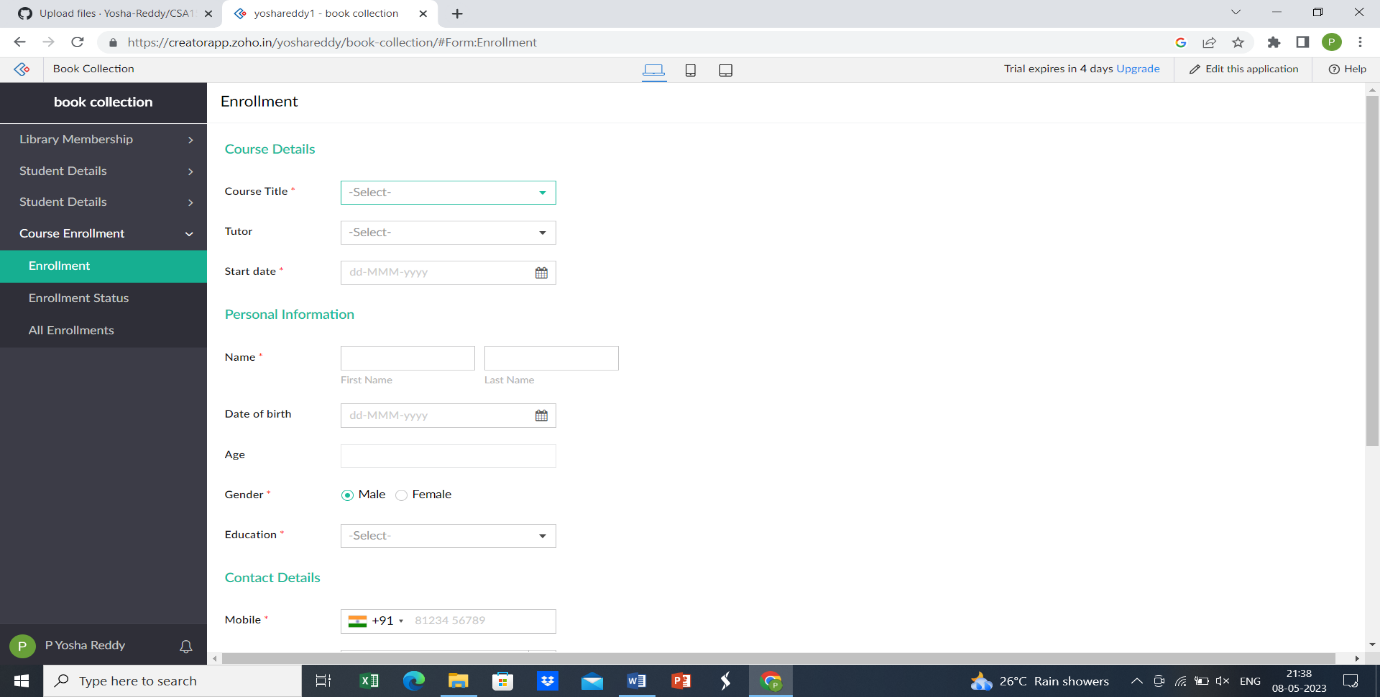 Upload files · Yosha-Reddy/CSA1
yoshareddy1 - book collection
https://creatorapp.zoho.in/yoshareddy/book-collection/#Form:Enrollment
P
Book Collection
Trial expires in 4 days Upgrade
Edit this application
Help
book collection
Library Membership
Student Details
Student Details
Course Enrollment
Enrollment
Enrollment Status
All Enrollments
P
P Yosha Reddy
Enrollment
Course Details
Course Title *
-Select-
Tutor
-Select-
Start date *
dd-MMM-yyyy
Personal Information
Name *
First Name
Last Name
Date of birth
dd-MMM-yyyy
Age
Gender *
Male
Female
Education *
-Select-
Contact Details
Mobile *
+91
81234 56789
Type here to search
26°C Rain showers
ENG
21:38
08-05-2023